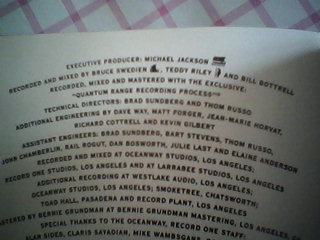 EXECUTIVE PRODUCER: MICHAEL JACKSON
RECORDED AND MIXED BY BRUCE SWEDIEN , TEDDY RILEY AND BILL BOTTRELL
RECORDED, MIXED AND MASTERED WITH THE EXCLUSIVE:
"QUANTUM RANGE RECORDING PROCESS"
TECHNICAL DIRECTORS: BRAD SUNDBERG AND THOM RUSSO
ADDITIONAL ENGINEERING BY DAVE WAY, MATT FORGER, JEAN-MARIE HORVAT,
RICHARD COTTRELL AND KEVIN GILBERT
ASSISTANT ENGINEERS: BRAD SUNDBERG, BART STEVENS, THOM RUSSO,
JOHN CHAMBERLIN, RAIL ROGUT, DAN BOSWORTH, JULIE LAST AND ELAINE ANDERSON
RECORDED AND MIXED AT OCEANWAY STUDIOS, LOS ANGELES;
RECORD ONE STUDIOS, LOS ANGELES AND AT LARRABEE STUDIOS, LOS ANGELES
ADDITIONAL RECORDING AT WESTLAKE AUDIO, LOS ANGELES;
OCEANWAY STUDIOS, LOS ANGELES; SMOKETREE, CHATSWORTH;
TOAD HALL, PASADENA AND RECORD PLANT, LOS ANGELES
MASTERED BY BERNIE GRUNDMAN AT BERNIE GRUNDMAN MASTERING, LOS ANGELES
SPECIAL THANKS TO THE OCEANWAY, RECORD ONE STAFF:
ALAN SIDES, CLARIS SAYADIAN, MIKE